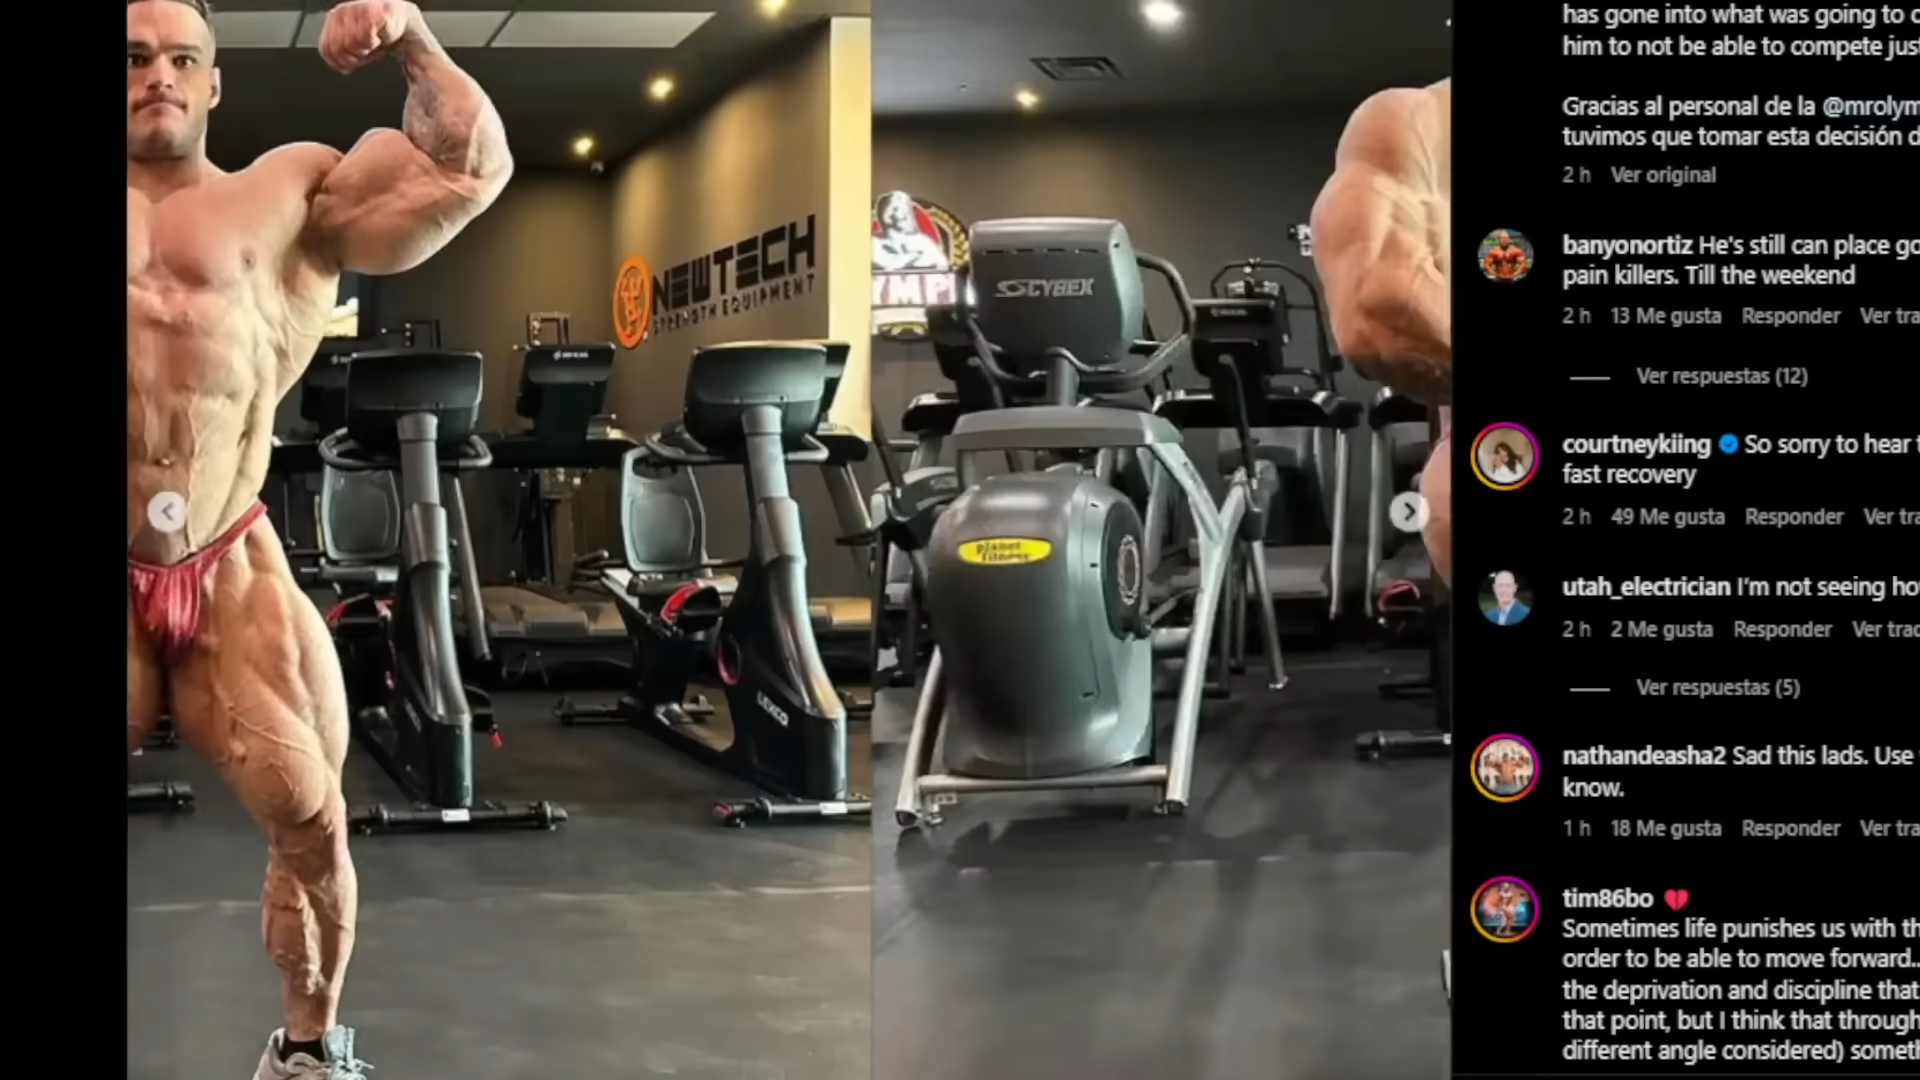 NEWTECH
STRENGTH EQUIPMENT
CYBEX
planet
fitness
LEXCO
has gone into what was going to
him to not be able to compete just
Gracias al personal de la @mrolym
tuvimos que tomar esta decisión d
2 h Ver original
banyonortiz He's still can place go
pain killers. Till the weekend
2 h 13 Me gusta Responder Ver tra
Ver respuestas (12)
courtneykiing So sorry to hear t
fast recovery
2 h 49 Me gusta Responder Ver tra
utah_electrician I'm not seeing ho
2 h 2 Me gusta Responder Ver trac
Ver respuestas (5)
nathandeasha2 Sad this lads. Use
know.
1 h 18 Me gusta Responder Ver tra
tim86bo 💔
Sometimes life punishes us with th
order to be able to move forward..
the deprivation and discipline that
that point, but I think that through
different angle considered) someth